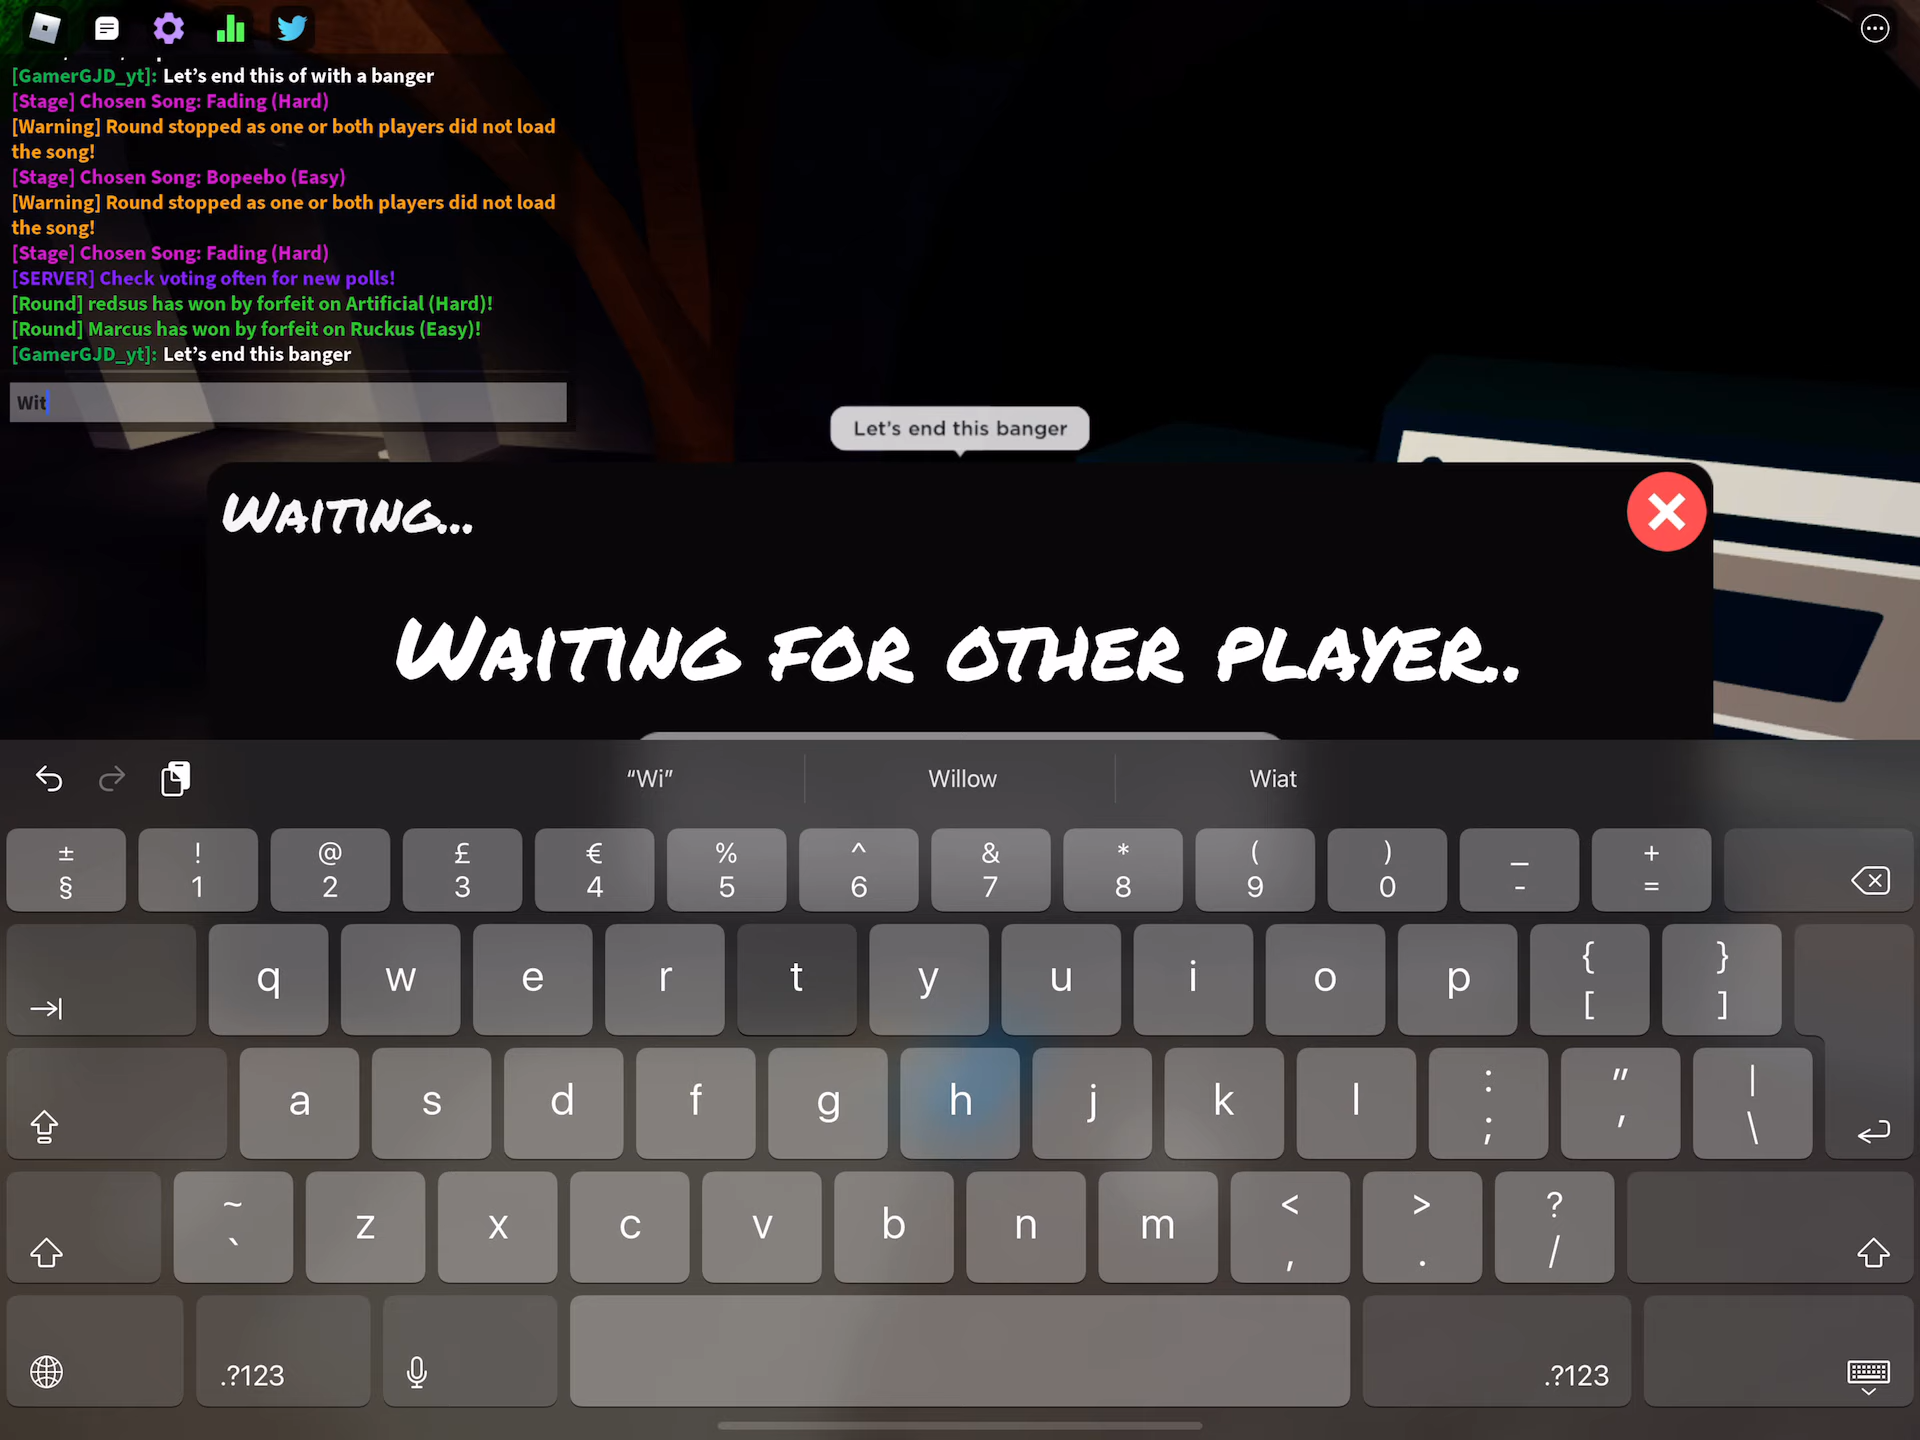 [GamerGJD_yt]: Let’s end this of with a banger
[Stage] Chosen Song: Fading (Hard)
[Warning] Round stopped as one or both players did not load
the song!
[Stage] Chosen Song: Bopeebo (Easy)
[Warning] Round stopped as one or both players did not load
the song!
[Stage] Chosen Song: Fading (Hard)
[SERVER] Check voting often for new polls!
[Round] redsus has won by forfeit on Artificial (Hard)!
[Round] Marcus has won by forfeit on Ruckus (Easy)!
[GamerGJD_yt]: Let’s end this banger
Wit
Let’s end this banger
WAITING...
WAITING FOR OTHER PLAYER..
“Wi” Willow Wiat
± ! @ £ € % ^ & * ( ) _ +
§ 1 2 3 4 5 6 7 8 9 0 - =
q w e r t y u i o p { }
[ ]
a s d f g h j k l : " |
; ' \
~ z x c v b n m < > ?
` , . /
.?123 .?123